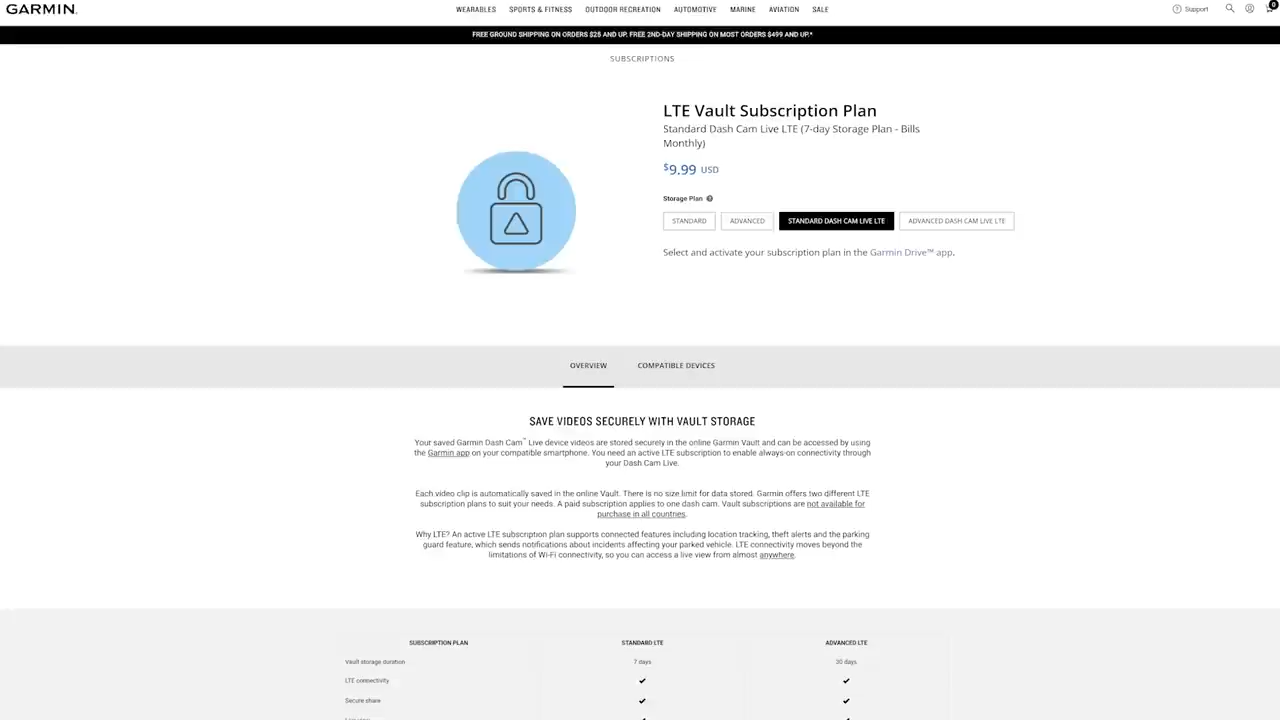 GARMIN.
WEARABLES SPORTS & FITNESS OUTDOOR RECREATION AUTOMOTIVE MARINE AVIATION SALE
Support
0
FREE GROUND SHIPPING ON ORDERS $25 AND UP. FREE 2ND-DAY SHIPPING ON MOST ORDERS $499 AND UP.*
SUBSCRIPTIONS
LTE Vault Subscription Plan
Standard Dash Cam Live LTE (7-day Storage Plan - Bills
Monthly)
$9.99 USD
Storage Plan
STANDARD ADVANCED STANDARD DASH CAM LIVE LTE ADVANCED DASH CAM LIVE LTE
Select and activate your subscription plan in the Garmin Drive™ app.
OVERVIEW COMPATIBLE DEVICES
SAVE VIDEOS SECURELY WITH VAULT STORAGE
Your saved Garmin Dash Cam™ Live device videos are stored securely in the online Garmin Vault and can be accessed by using
the Garmin app on your compatible smartphone. You need an active LTE subscription to enable always-on connectivity through
your Dash Cam Live.
Each video clip is automatically saved in the online Vault. There is no size limit for data stored. Garmin offers two different LTE
subscription plans to suit your needs. A paid subscription applies to one dash cam. Vault subscriptions are not available for
purchase in all countries.
Why LTE? An active LTE subscription plan supports connected features including location tracking, theft alerts and the parking
guard feature, which sends notifications about incidents affecting your parked vehicle. LTE connectivity moves beyond the
limitations of Wi-Fi connectivity, so you can access a live view from almost anywhere.
SUBSCRIPTION PLAN STANDARD LTE ADVANCED LTE
Vault storage duration 7 days 30 days
LTE connectivity ✓ ✓
Secure share ✓ ✓